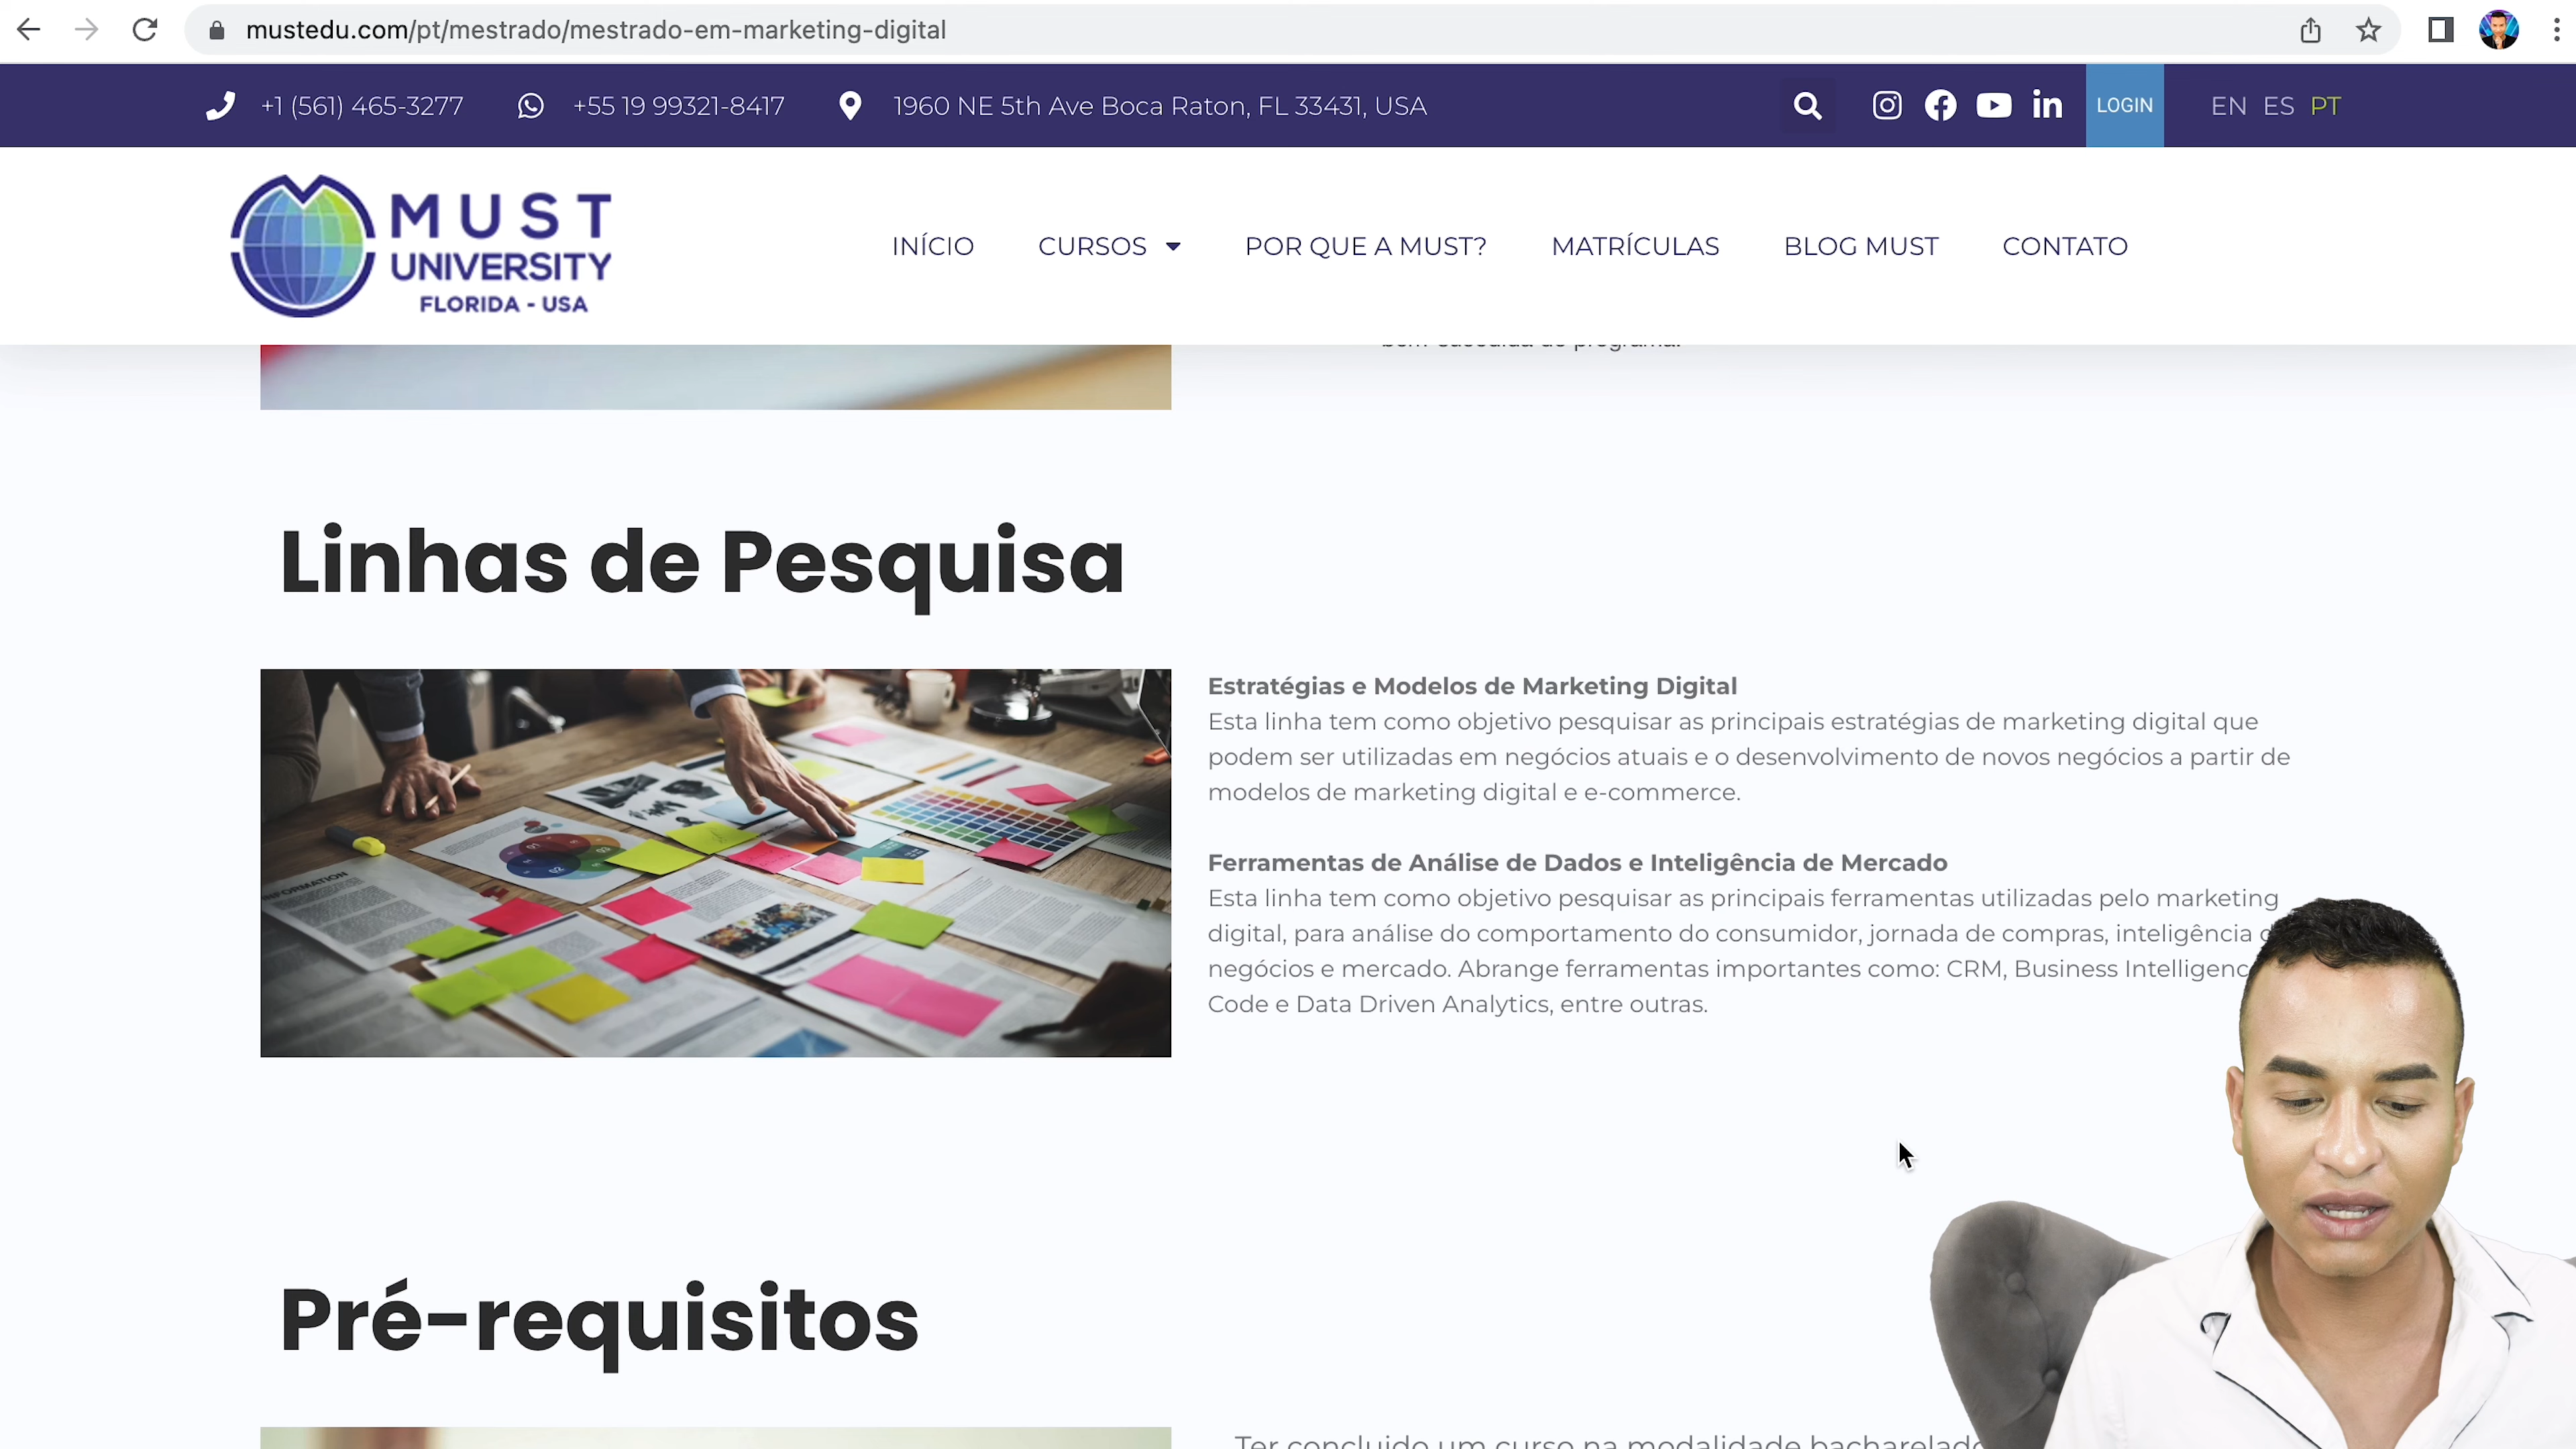 mustedu.com/pt/mestrado/mestrado-em-marketing-digital
+1 (561) 465-3277
+55 19 99321-8417
1960 NE 5th Ave Boca Raton, FL 33431, USA
LOGIN
EN ES PT
MUST
UNIVERSITY
FLORIDA - USA
INÍCIO
CURSOS
POR QUE A MUST?
MATRÍCULAS
BLOG MUST
CONTATO
programa.
Linhas de Pesquisa
INFORMATION
Estratégias e Modelos de Marketing Digital
Esta linha tem como objetivo pesquisar as principais estratégias de marketing digital que
podem ser utilizadas em negócios atuais e o desenvolvimento de novos negócios a partir de
modelos de marketing digital e e-commerce.
Ferramentas de Análise de Dados e Inteligência de Mercado
Esta linha tem como objetivo pesquisar as principais ferramentas utilizadas pelo marketing
digital, para análise do comportamento do consumidor, jornada de compras, inteligência
negócios e mercado. Abrange ferramentas importantes como: CRM, Business Intelligenc
Code e Data Driven Analytics, entre outras.
Pré-requisitos
Ter concluido um curso na modalidade bacharelado